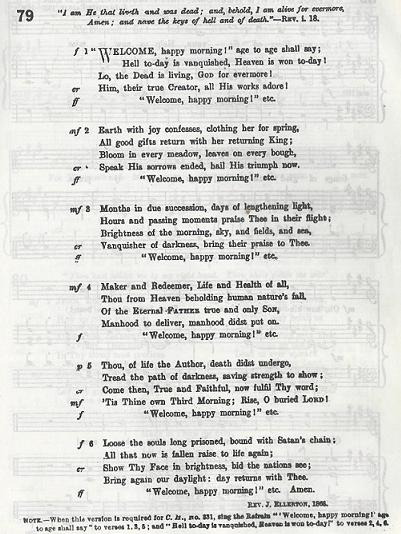 79
"I am He that liveth and was dead; and, behold, I am alive for evermore,
Amen; and nave the keys of hell and of death."—REV. i. 18.
f 1 "WELCOME, happy morning!" age to age shall say;
Hell to-day is vanquished, Heaven is won to-day!
Lo, the Dead is living, GOD for evermore!
cr Him, their true Creator, all His works adore!
ff "Welcome, happy morning!" etc.
mf 2 Earth with joy confesses, clothing her for spring,
All good gifts return with her returning King;
Bloom in every meadow, leaves on every bough,
cr Speak His sorrows ended, hail His triumph now.
ff "Welcome, happy morning!" etc.
mf 3 Months in due succession, days of lengthening light,
Hours and passing moments praise Thee in their flight;
Brightness of the morning, sky, and fields, and sea,
cr Vanquisher of darkness, bring their praise to Thee.
ff "Welcome, happy morning!" etc.
mf 4 Maker and Redeemer, Life and Health of all,
Thou from Heaven beholding human nature's fall,
Of the Eternal FATHER true and only SON,
Manhood to deliver, manhood didst put on.
f "Welcome, happy morning!" etc.
p 5 Thou, of life the Author, death didst undergo,
Tread the path of darkness, saving strength to show;
cr Come then, True and Faithful, now fulfil Thy word;
mf 'Tis Thine own Third Morning; Rise, O buried LORD!
f "Welcome, happy morning!" etc.
f 6 Loose the souls long prisoned, bound with Satan's chain;
All that now is fallen raise to life again;
cr Show Thy Face in brightness, bid the nations see;
Bring again our daylight: day returns with Thee.
ff "Welcome, happy morning!" etc. Amen.
REV. J. ELLERTON, 1868.
NOTE.—When this version is required for C. M., no. 231, sing the Refrain "'Welcome, happy morning!' age
to age shall say" to verses 1, 3, 5; and "Hell to-day is vanquished, Heaven is won to-day!" to verses 2, 4, 6.